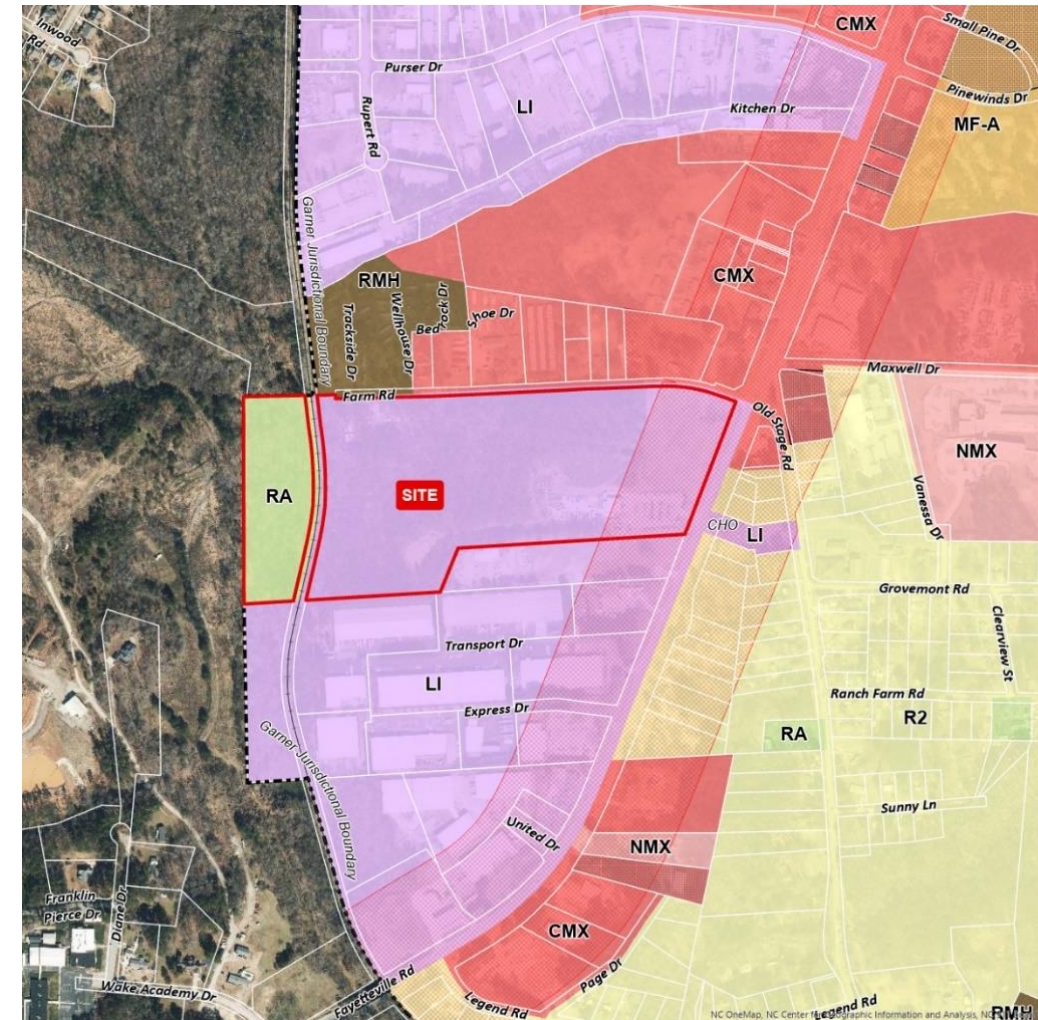 Inwood
Rd
CMX
Small Pine Dr
Purser Dr
Pinewinds Dr
LI
Kitchen Dr
Rupert Rd
MF-A
Garner Jurisdictional Boundary
RMH
CMX
Trackside Dr
Wellhouse Dr
Bedrock Dr
Shoe Dr
Maxwell Dr
Farm Rd
Old Stage Rd
NMX
RA
SITE
Vanessa Dr
CHO
LI
Grovemont Rd
Clearview St
Transport Dr
LI
Ranch Farm Rd
Express Dr
R2
RA
Garner Jurisdictional Boundary
Sunny Ln
United Dr
NMX
Franklin
Pierce Dr
Diane Dr
CMX
Page Dr
Wake Academy Dr
Fayetteville Rd
Legend Rd
Legend Rd
RMH
NC OneMap, NC Center for Geographic Information and Analysis, NC